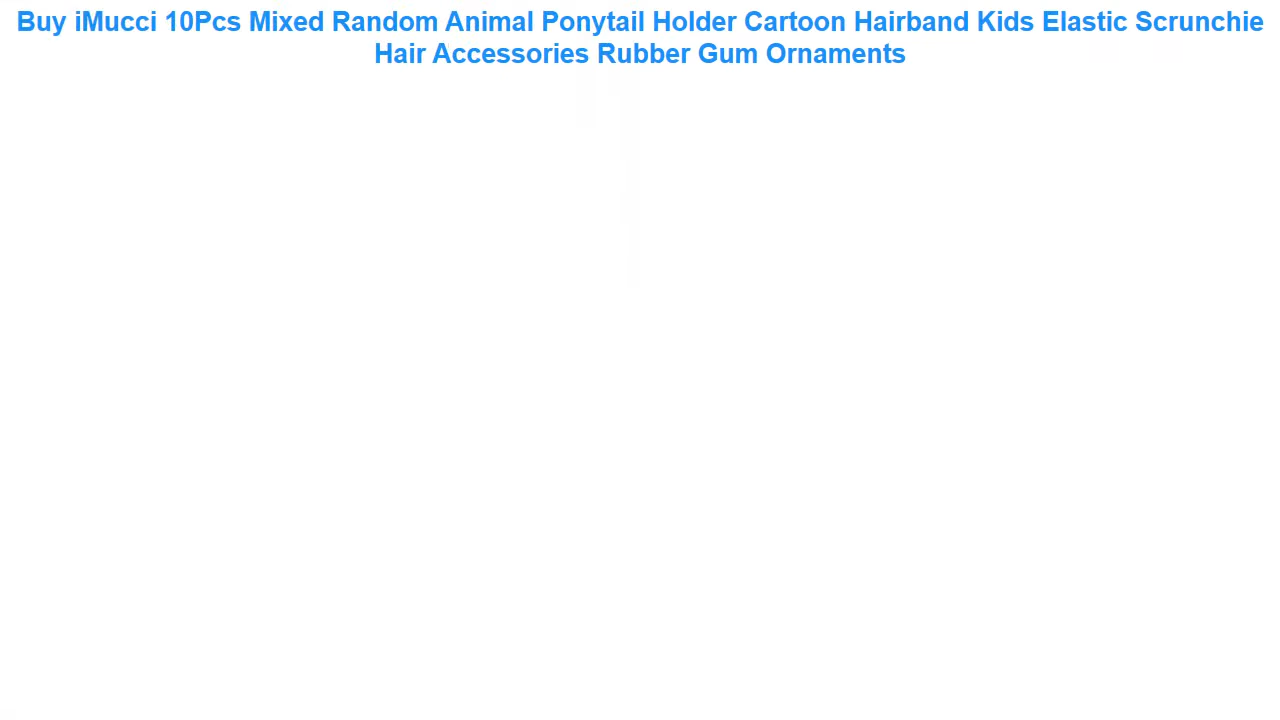 Buy iMucci 10Pcs Mixed Random Animal Ponytail Holder Cartoon Hairband Kids Elastic Scrunchie
Hair Accessories Rubber Gum Ornaments